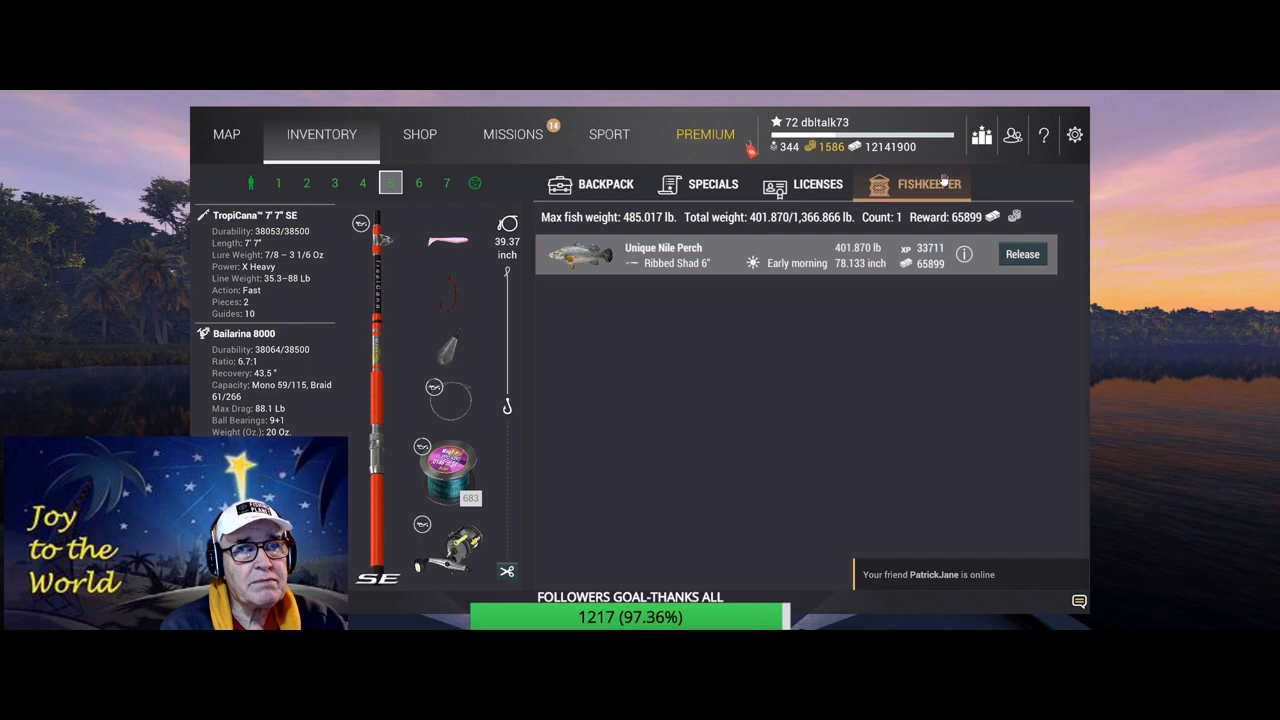 MAP INVENTORY SHOP MISSIONS 14 SPORT PREMIUM
72 dbltalk73
344 1586 12141900
1 2 3 4 5 6 7
BACKPACK SPECIALS LICENSES FISHKEEPER
Max fish weight: 485.017 lb. Total weight: 401.870/1,366.866 lb. Count: 1 Reward: 65899
Unique Nile Perch 401.870 lb XP 33711
Ribbed Shad 6" Early morning 78.133 inch 65899
Release
TropiCana™ 7' 7" SE
Durability: 38053/38500
Length: 7' 7"
Lure Weight: 7/8 – 3 1/6 Oz
Power: X Heavy
Line Weight: 35.3–88 Lb
Action: Fast
Pieces: 2
Guides: 10
Bailarina 8000
Durability: 38064/38500
Ratio: 6.7:1
Recovery: 43.5 "
Capacity: Mono 59/115, Braid
61/266
Max Drag: 88.1 Lb
Ball Bearings: 9+1
Weight (Oz.): 20 Oz.
39.37
inch
683
SE
Joy
to the
World
Your friend PatrickJane is online
FOLLOWERS GOAL-THANKS ALL
1217 (97.36%)